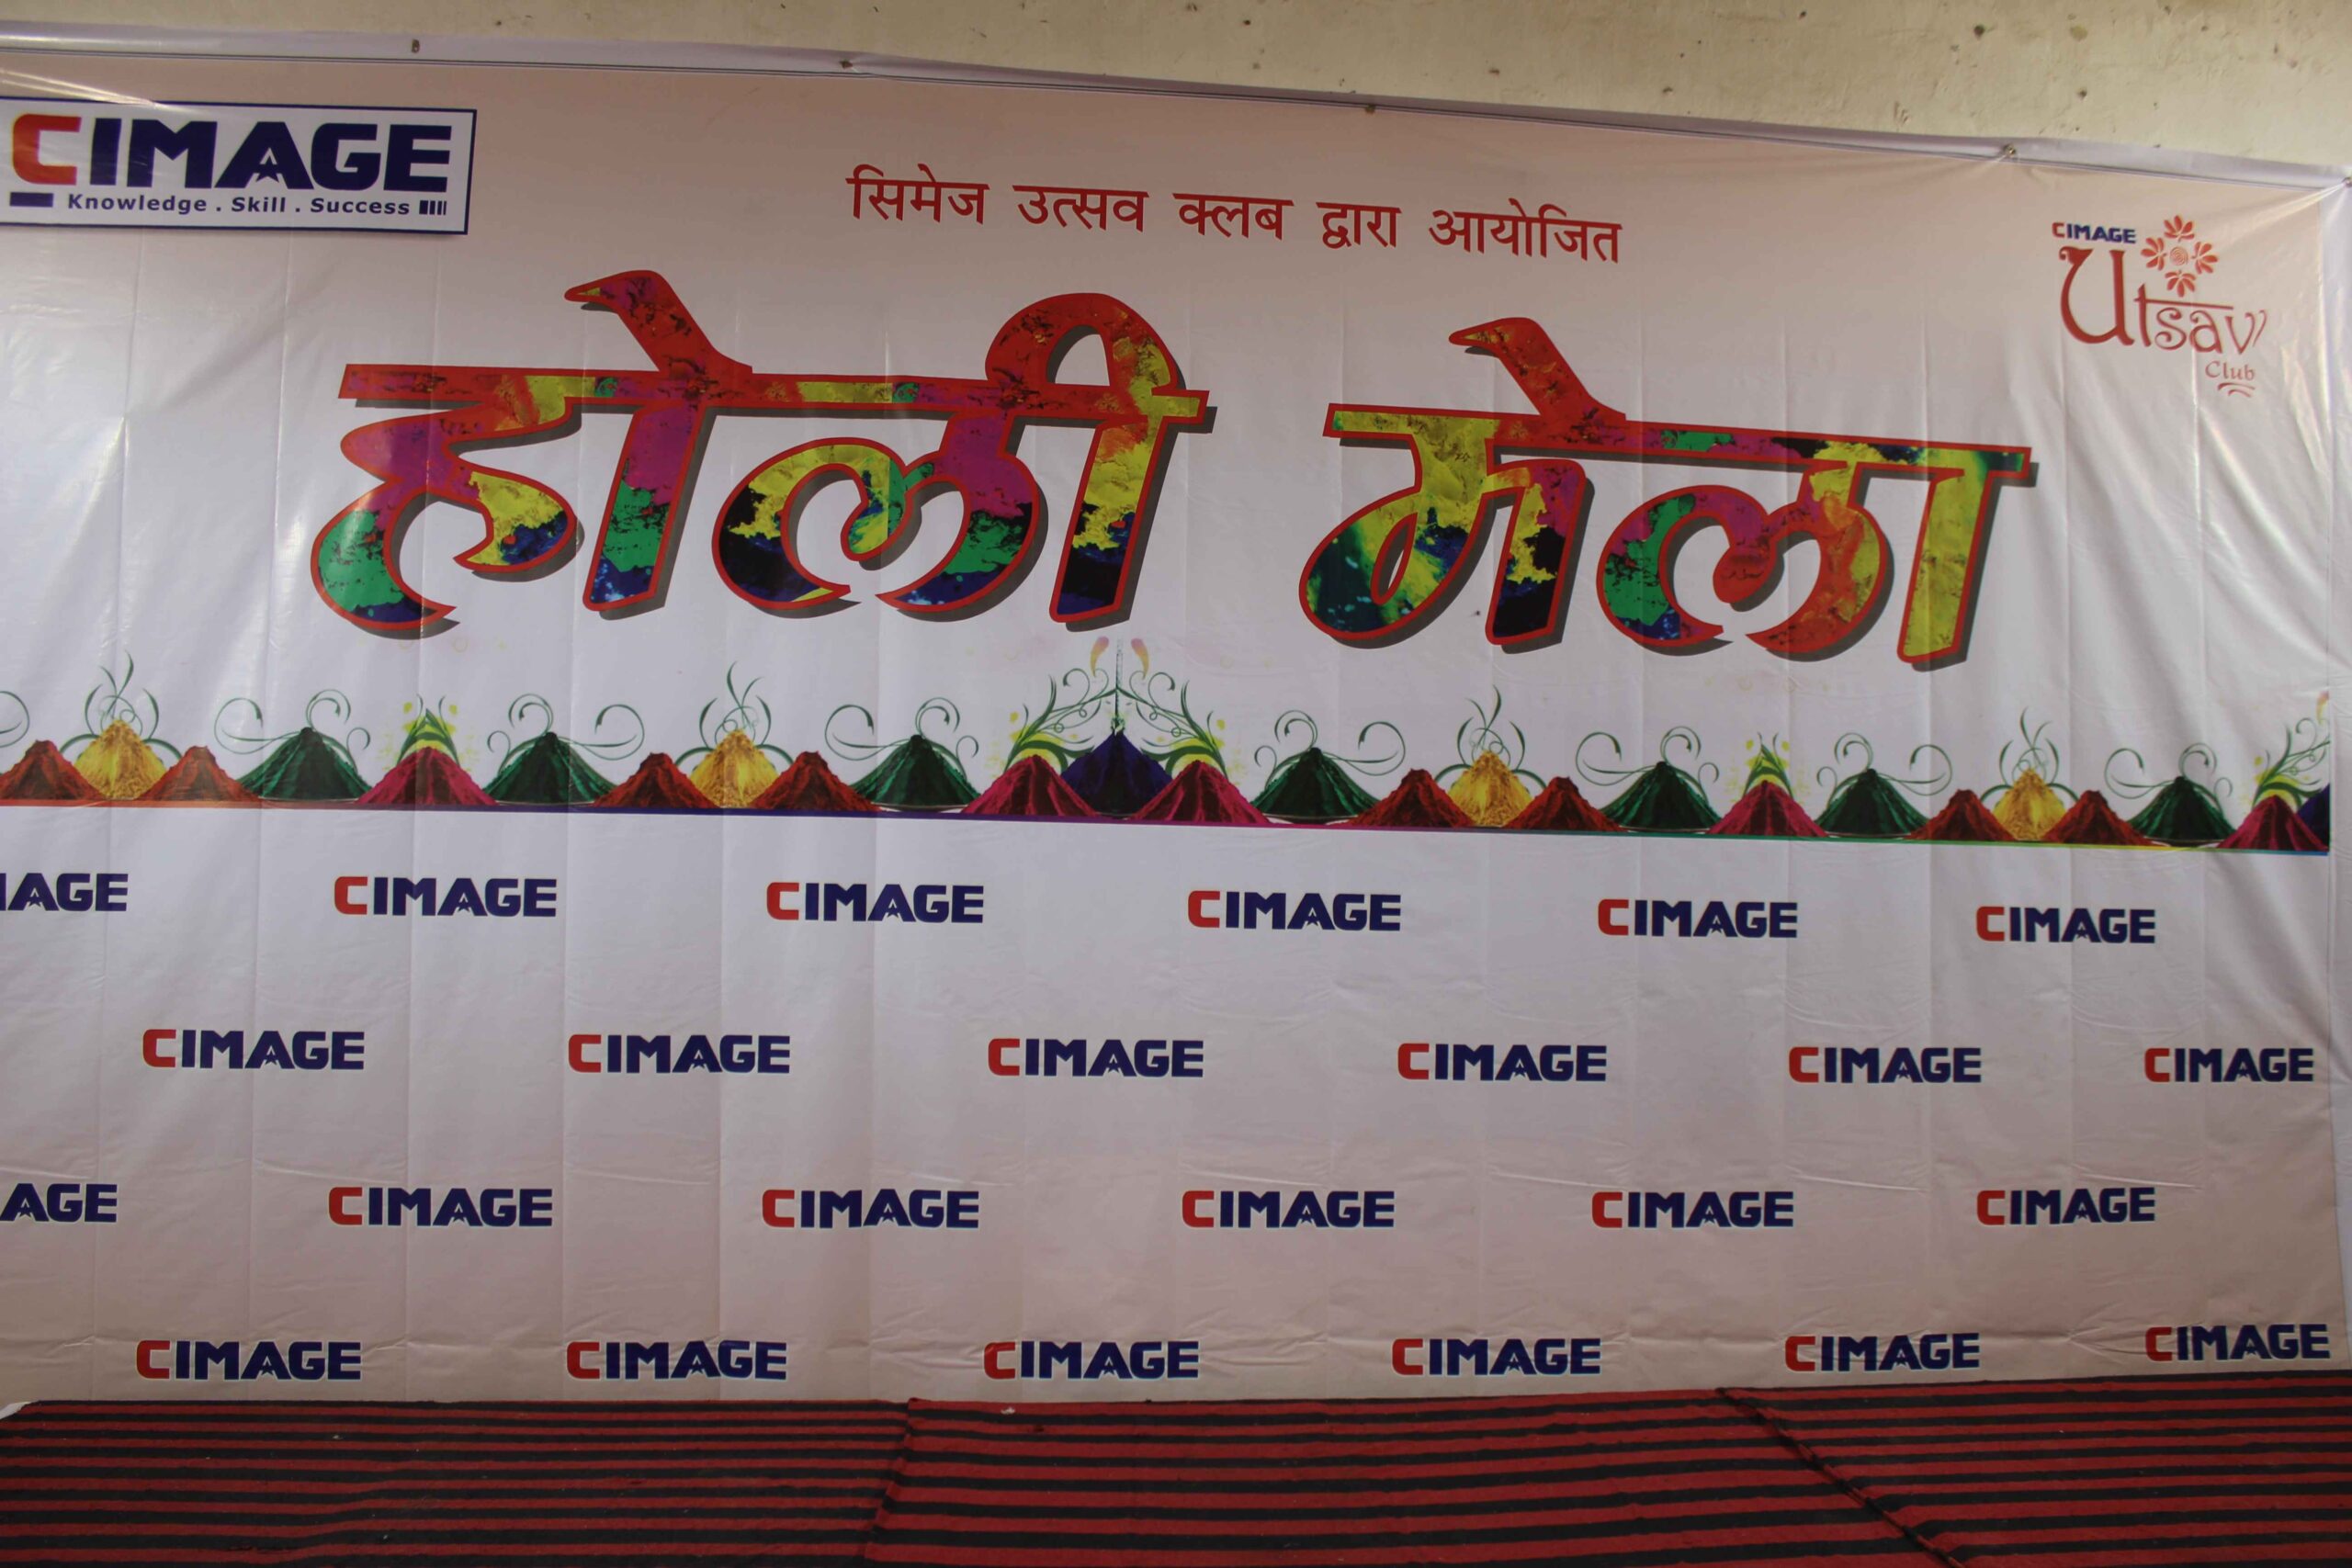 CIMAGE
Knowledge . Skill . Success
सिमेज उत्सव क्लब द्वारा आयोजित
CIMAGE
Utsav
Club
होली मेला
IAGE CIMAGE CIMAGE CIMAGE CIMAGE CIMAGE
CIMAGE CIMAGE CIMAGE CIMAGE CIMAGE CIMAGE
AGE CIMAGE CIMAGE CIMAGE CIMAGE CIMAGE
CIMAGE CIMAGE CIMAGE CIMAGE CIMAGE CIMAGE